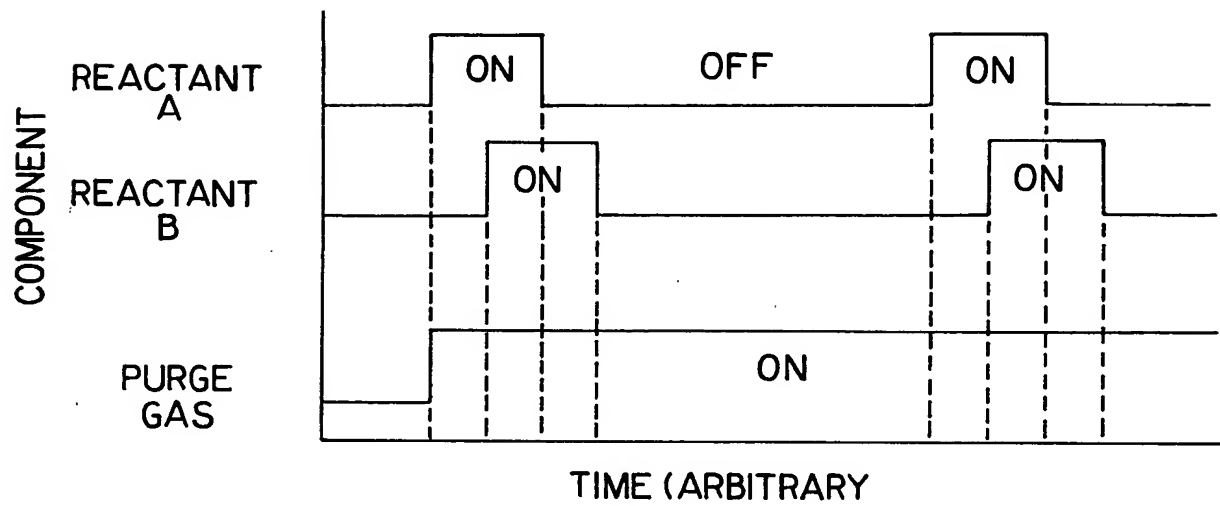 COMPONENT
REACTANT
A
ON
OFF
ON
REACTANT
B
ON
ON
PURGE
GAS
ON
TIME (ARBITRARY